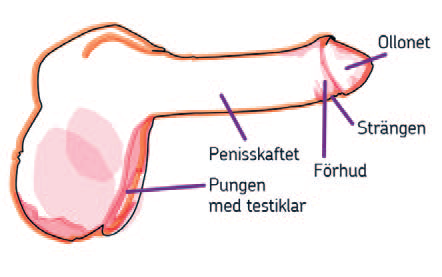 Ollonet
Strängen
Förhud
Penisskaftet
Pungen
med testiklar